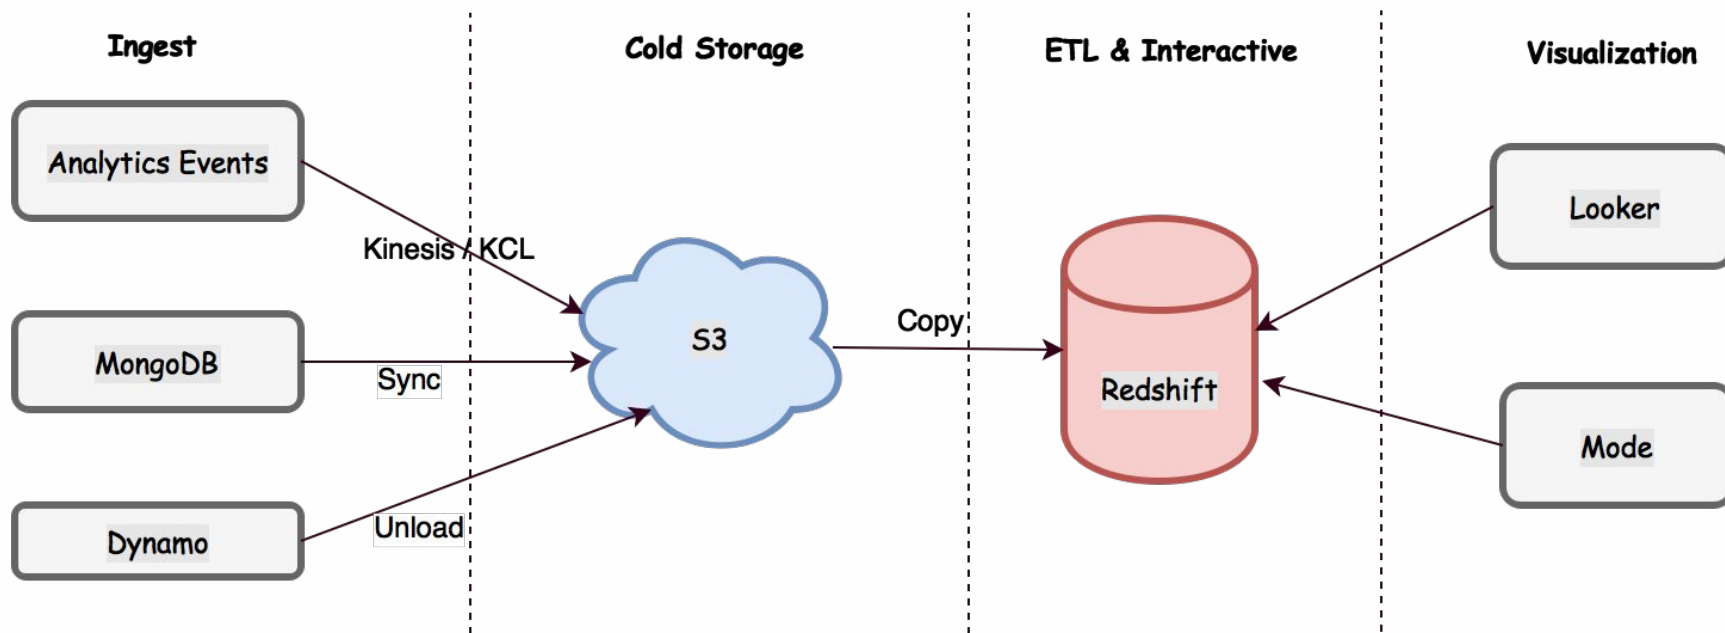 Ingest
Cold Storage
ETL & Interactive
Visualization
Analytics Events
Kinesis / KCL
MongoDB
Sync
Dynamo
Unload
S3
Copy
Redshift
Looker
Mode